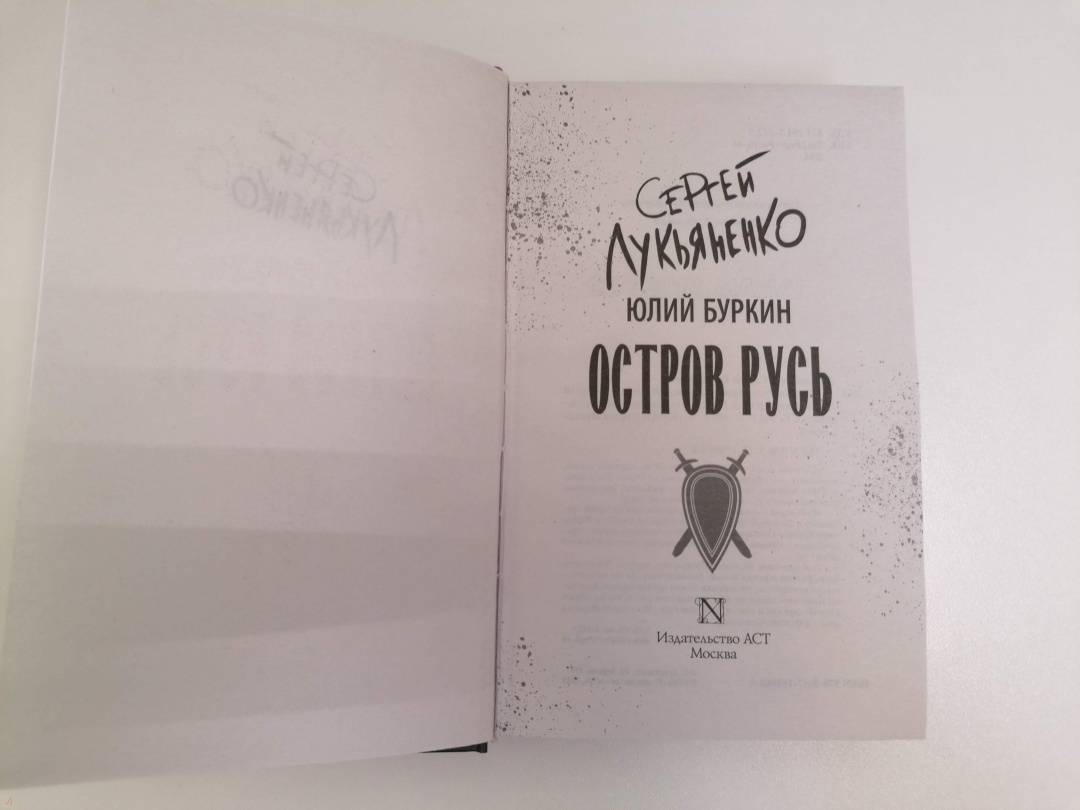 СЕРГЕЙ
ЛУКЬЯНЕНКО
ЮЛИЙ БУРКИН
ОСТРОВ РУСЬ
N
Издательство АСТ
Москва